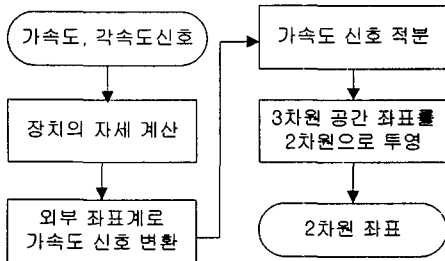 가속도, 각속도신호
장치의 자세 계산
외부 좌표계로
가속도 신호 변환
가속도 신호 적분
3차원 공간 좌표를
2차원으로 투영
2차원 좌표